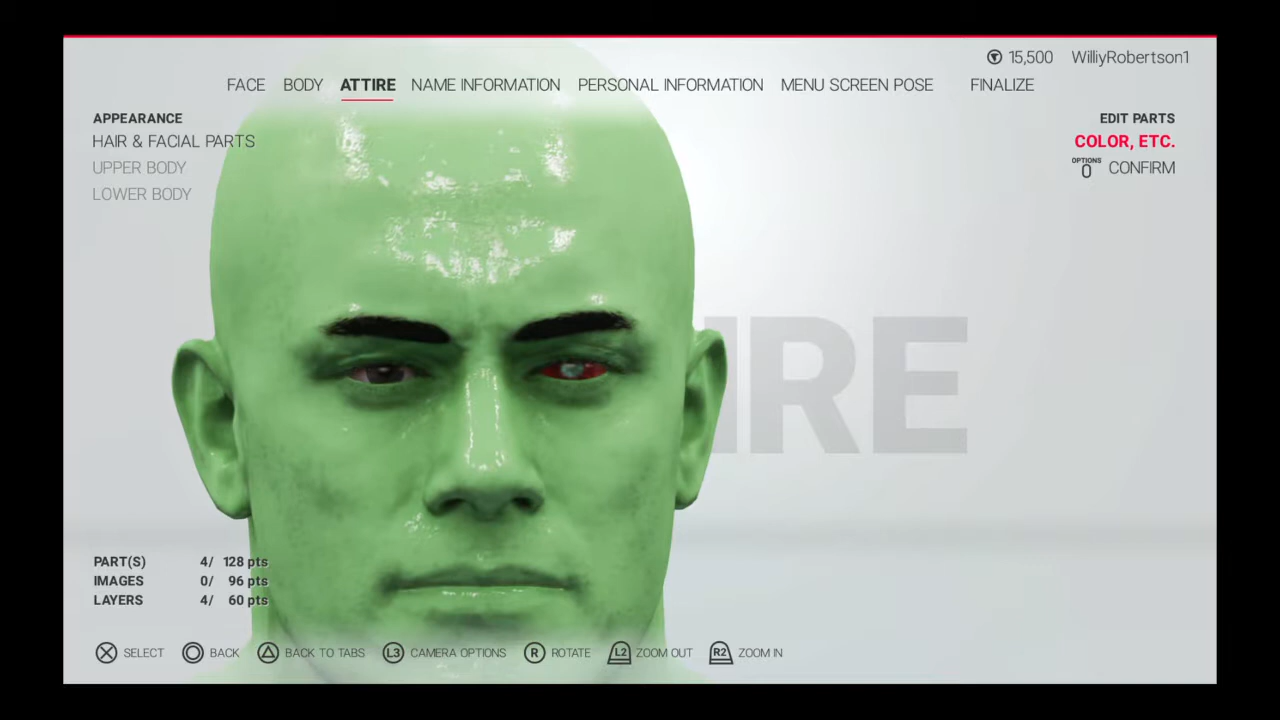 15,500 WilliyRobertson1
FACE BODY ATTIRE NAME INFORMATION PERSONAL INFORMATION MENU SCREEN POSE FINALIZE
APPEARANCE
HAIR & FACIAL PARTS
UPPER BODY
LOWER BODY
EDIT PARTS
COLOR, ETC.
OPTIONS CONFIRM
IRE
PART(S) 4/ 128 pts
IMAGES 0/ 96 pts
LAYERS 4/ 60 pts
SELECT BACK BACK TO TABS L3 CAMERA OPTIONS R ROTATE L2 ZOOM OUT R2 ZOOM IN